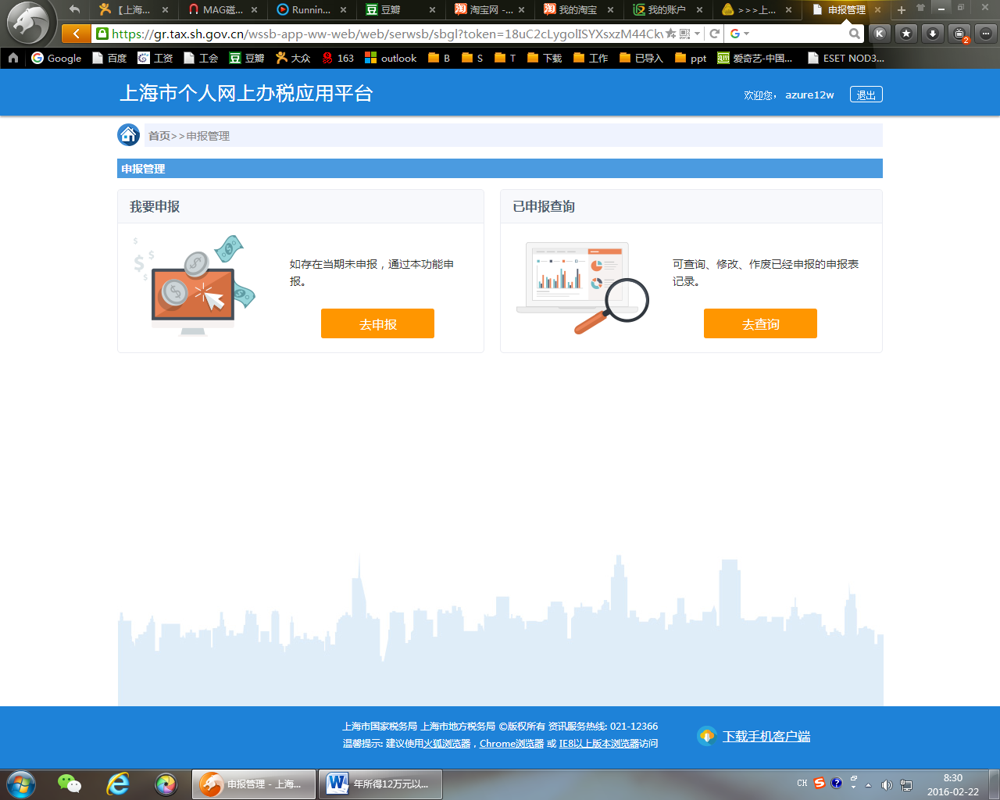 【上海...
MAG磁...
Runnin...
豆瓣
淘宝网 -...
我的淘宝
我的账户
>>>上...
申报管理
https://gr.tax.sh.gov.cn/wssb-app-ww-web/web/serwsb/sbgl?token=18uC2cLygolISYXsxzM44Ckv
Google 百度 工资 工会 豆瓣 大众 163 outlook B S T 下载 工作 已导入 ppt 爱奇艺-中国... ESET NOD3...
上海市个人网上办税应用平台
欢迎您， azure12w 退出
首页>>申报管理
申报管理
我要申报
如存在当期未申报，通过本功能申
报。
去申报
已申报查询
可查询、修改、作废已经申报的申报表
记录。
去查询
上海市国家税务局 上海市地方税务局 ©版权所有 资讯服务热线: 021-12366
温馨提示: 建议使用火狐浏览器，Chrome浏览器 或 IE8以上版本浏览器访问
下载手机客户端
申报管理 - 上海...
年所得12万元以...
CH
8:30
2016-02-22